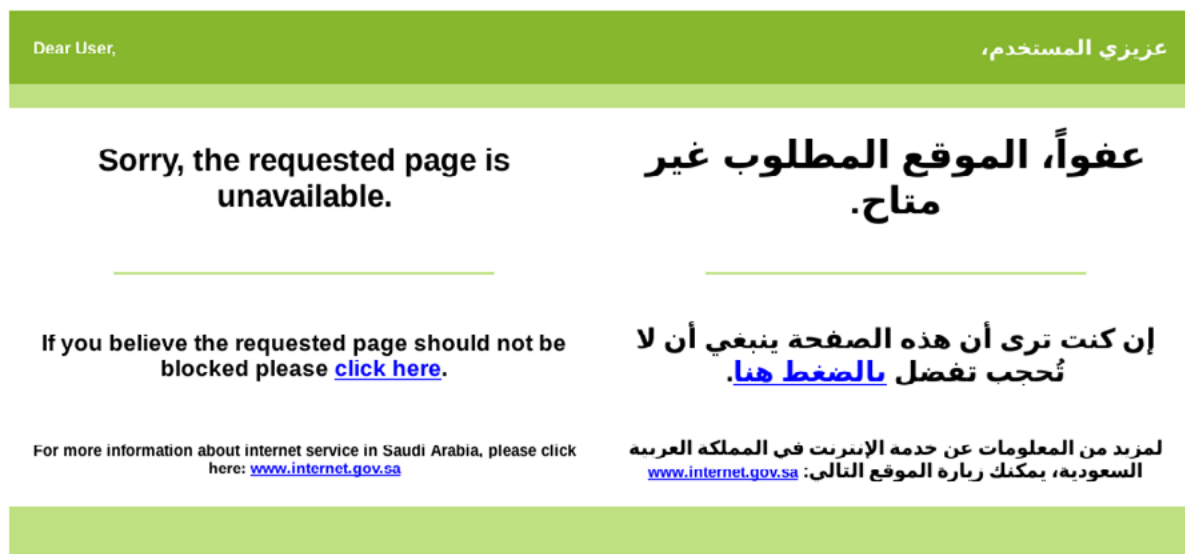 Dear User,
عزيزي المستخدم،
Sorry, the requested page is
unavailable.
If you believe the requested page should not be
blocked please click here.
For more information about internet service in Saudi Arabia, please click
here: www.internet.gov.sa
عفواً، الموقع المطلوب غير
متاح.
إن كنت ترى أن هذه الصفحة ينبغي أن لا
تُحجب تفضل بالضغط هنا.
لمزيد من المعلومات عن خدمة الإنترنت في المملكة العربية
السعودية، يمكنك زيارة الموقع التالي: www.internet.gov.sa